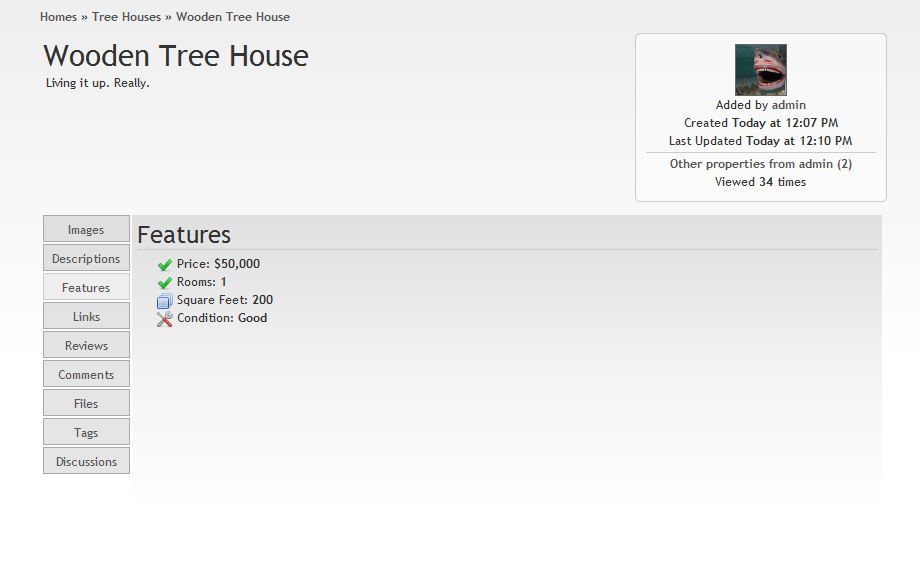 Homes » Tree Houses » Wooden Tree House
Wooden Tree House
Living it up. Really.
Added by admin
Created Today at 12:07 PM
Last Updated Today at 12:10 PM
Other properties from admin (2)
Viewed 34 times
Images
Descriptions
Features
Links
Reviews
Comments
Files
Tags
Discussions
Features
Price: $50,000
Rooms: 1
Square Feet: 200
Condition: Good